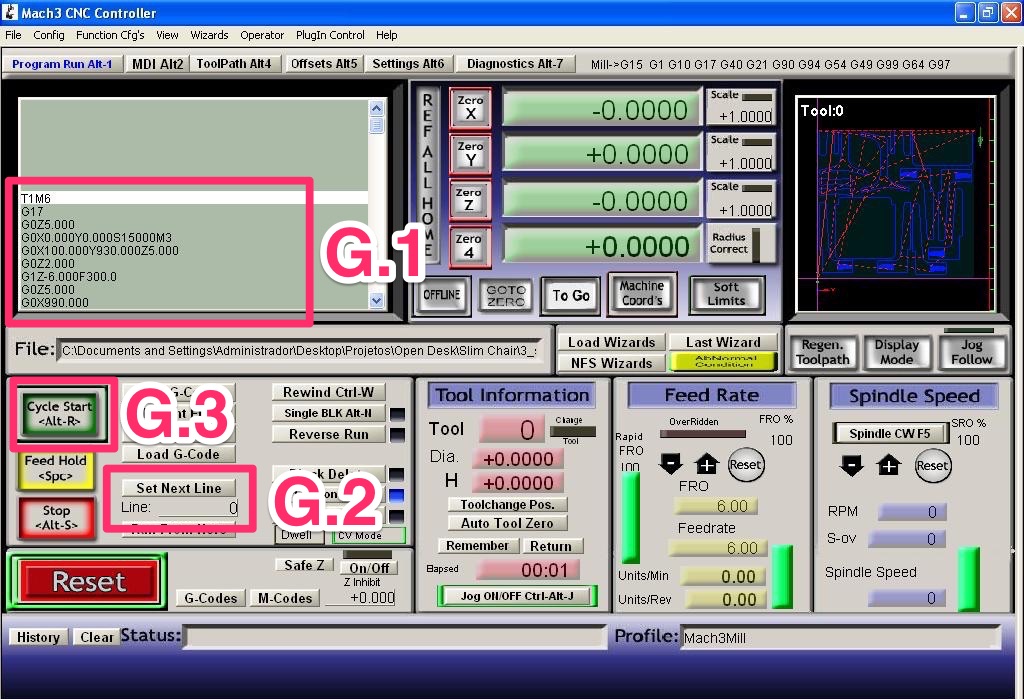 Mach3 CNC Controller
File Config Function Cfg's View Wizards Operator PlugIn Control Help
Program Run Alt-1 MDI Alt2 ToolPath Alt4 Offsets Alt5 Settings Alt6 Diagnostics Alt-7 Mill->G15 G1 G10 G17 G40 G21 G90 G94 G54 G49 G99 G64 G97
T1M6
G17
G0Z5.000
G0X0.000Y0.000S15000M3
G0X100.000Y930.000Z5.000
G0Z2.000
G1Z-6.000F300.0
G0Z5.000
G0X990.000
G.1
REF ALL HOME
Zero X -0.0000 Scale +1.0000
Zero Y +0.0000 Scale +1.0000
Zero Z -0.0000 Scale +1.0000
Zero 4 +0.0000 Radius Correct
OFFLINE GOTO ZERO To Go Machine Coord's Soft Limits
Tool:0
File: C:\Documents and Settings\Administrador\Desktop\Projetos\Open Desk\Slim Chair\3_
Load Wizards Last Wizard
NFS Wizards AbNormal Condition
Regen. Toolpath Display Mode Jog Follow
Cycle Start <Alt-R>
G.3
Feed Hold <Spc>
Stop <Alt-S>
Load G-Code
Set Next Line
Line: 0
G.2
Run From Here
Rewind Ctrl-W
Single BLK Alt-N
Reverse Run
Dwell CV Mode
Reset
Safe Z On/Off
Z Inhibit
G-Codes M-Codes +0.000
Tool Information
Tool 0 Change Tool
Dia. +0.0000
H +0.0000
Toolchange Pos.
Auto Tool Zero
Remember Return
Elapsed 00:01
Jog ON/OFF Ctrl-Alt-J
Feed Rate
OverRidden FRO %
100
Rapid FRO
100
Reset
FRO
6.00
Feedrate
6.00
Units/Min 0.00
Units/Rev 0.00
Spindle Speed
Spindle CW F5 SRO %
100
Reset
RPM 0
S-ov 0
Spindle Speed
0
History Clear Status: Profile: Mach3Mill